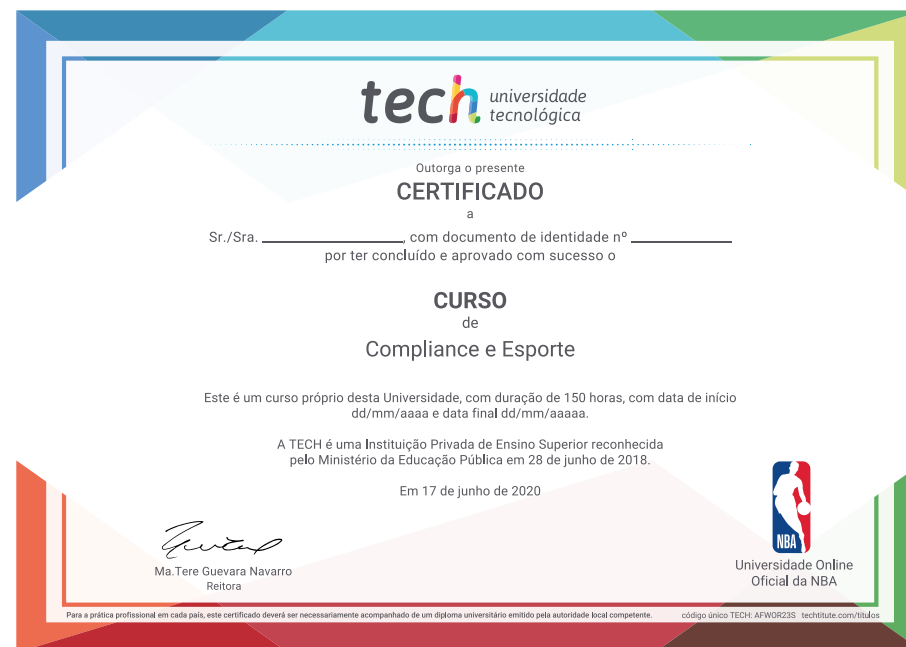 tech universidade
tecnológica
Outorga o presente
CERTIFICADO
a
Sr./Sra. ____________, com documento de identidade nº ____________
por ter concluído e aprovado com sucesso o
CURSO
de
Compliance e Esporte
Este é um curso próprio desta Universidade, com duração de 150 horas, com data de início
dd/mm/aaaa e data final dd/mm/aaaaa.
A TECH é uma Instituição Privada de Ensino Superior reconhecida
pelo Ministério da Educação Pública em 28 de junho de 2018.
Em 17 de junho de 2020
Ma.Tere Guevara Navarro
Reitora
NBA
Universidade Online
Oficial da NBA
Para a prática profissional em cada país, este certificado deverá ser necessariamente acompanhado de um diploma universitário emitido pela autoridade local competente.
código único TECH: AFWOR23S techtitute.com/titulos